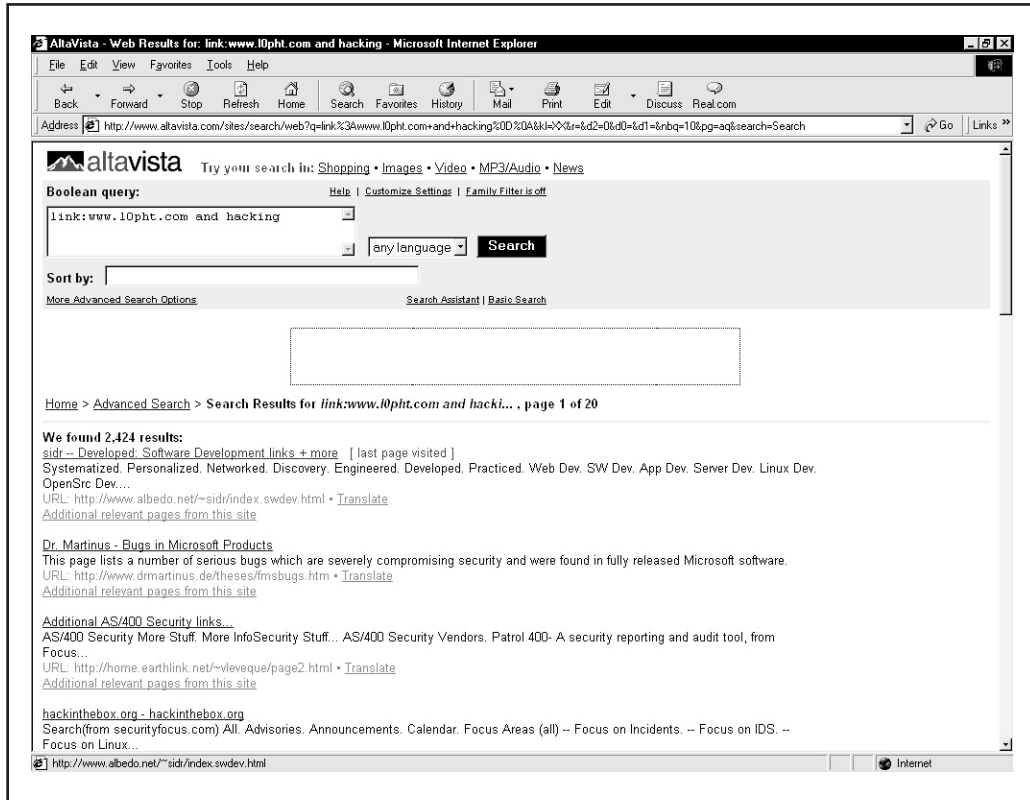 AltaVista - Web Results for: link:www.l0pht.com and hacking - Microsoft Internet Explorer
File Edit View Favorites Tools Help
Back Forward Stop Refresh Home Search Favorites History Mail Print Edit Discuss Real.com
Address http://www.altavista.com/sites/search/web?q=link%3Awww.l0pht.com+and+hacking%0D%0A&kl=XX&r=&d2=0&d0=&d1=&nbq=10&pg=aq&search=Search Go Links »
altavista Try your search in: Shopping • Images • Video • MP3/Audio • News
Boolean query: Help | Customize Settings | Family Filter is off
link:www.l0pht.com and hacking
any language Search
Sort by:
More Advanced Search Options Search Assistant | Basic Search
Home > Advanced Search > Search Results for link:www.l0pht.com and hacki... , page 1 of 20
We found 2,424 results:
sidr -- Developed: Software Development links + more [ last page visited ]
Systematized. Personalized. Networked. Discovery. Engineered. Developed. Practiced. Web Dev. SW Dev. App Dev. Server Dev. Linux Dev.
OpenSrc Dev....
URL: http://www.albedo.net/~sidr/index.swdev.html • Translate
Additional relevant pages from this site
Dr. Martinus - Bugs in Microsoft Products
This page lists a number of serious bugs which are severely compromising security and were found in fully released Microsoft software.
URL: http://www.drmartinus.de/theses/fmsbugs.htm • Translate
Additional relevant pages from this site
Additional AS/400 Security links...
AS/400 Security More Stuff. More InfoSecurity Stuff... AS/400 Security Vendors. Patrol 400- A security reporting and audit tool, from
Focus...
URL: http://home.earthlink.net/~vleveque/page2.html • Translate
Additional relevant pages from this site
hackinthebox.org - hackinthebox.org
Search(from securityfocus.com) All. Advisories. Announcements. Calendar. Focus Areas (all) -- Focus on Incidents. -- Focus on IDS. --
Focus on Linux...
http://www.albedo.net/~sidr/index.swdev.html Internet